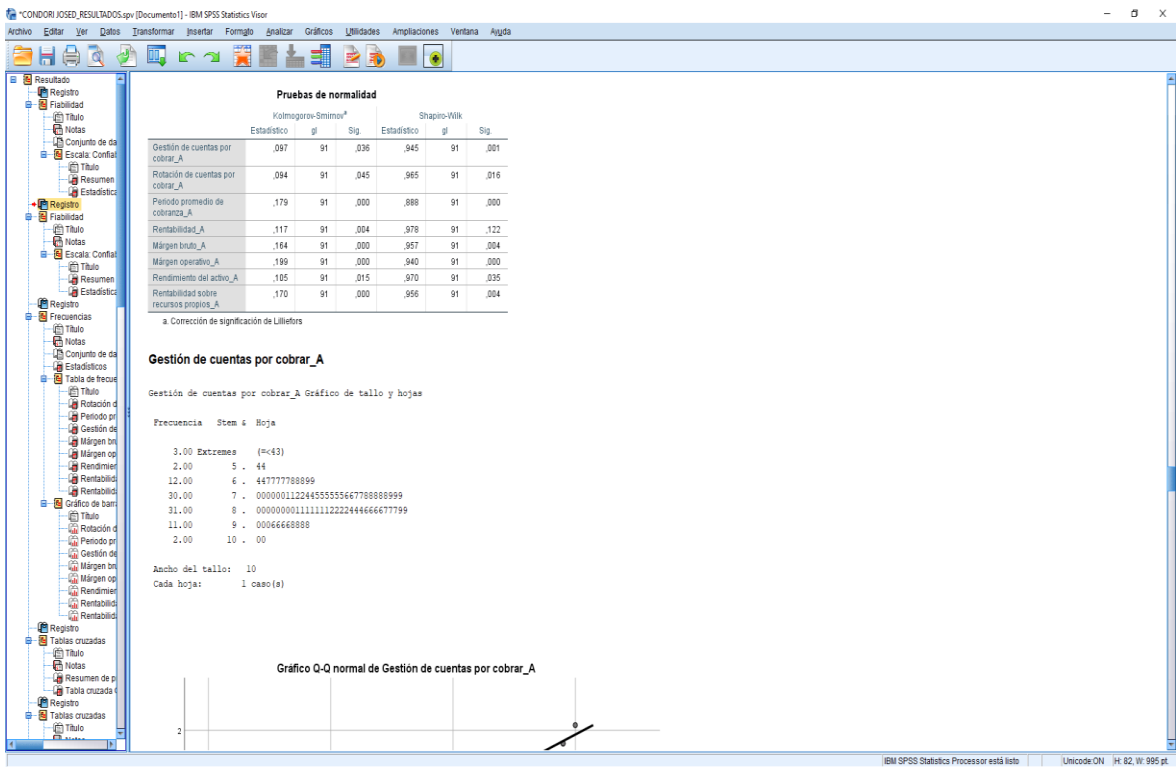 *CONDORI JOSED_RESULTADOS.spv [Documento1] - IBM SPSS Statistics Visor
Archivo Editar Ver Datos Transformar Insertar Formato Analizar Gráficos Utilidades Ampliaciones Ventana Ayuda
Resultado
Registro
Fiabilidad
Título
Notas
Conjunto de da
Escala: Confial
Título
Resumen
Estadística
Registro
Fiabilidad
Título
Notas
Escala: Confial
Título
Resumen
Estadística
Registro
Frecuencias
Título
Notas
Conjunto de da
Estadísticos
Tabla de frecue
Título
Rotación d
Periodo pr
Gestión de
Márgen bru
Márgen op
Rendimier
Rentabilid
Rentabilid
Gráfico de barra
Título
Rotación d
Periodo pr
Gestión de
Márgen bru
Márgen op
Rendimier
Rentabilid
Rentabilid
Registro
Tablas cruzadas
Título
Notas
Resumen de p
Tabla cruzada
Registro
Tablas cruzadas
Título
Pruebas de normalidad
Kolmogorov-Smirnovª Shapiro-Wilk
Estadístico gl Sig. Estadístico gl Sig.
Gestión de cuentas por cobrar_A ,097 91 ,036 ,945 91 ,001
Rotación de cuentas por cobrar_A ,094 91 ,045 ,965 91 ,016
Periodo promedio de cobranza_A ,179 91 ,000 ,888 91 ,000
Rentabilidad_A ,117 91 ,004 ,978 91 ,122
Márgen bruto_A ,164 91 ,000 ,957 91 ,004
Márgen operativo_A ,199 91 ,000 ,940 91 ,000
Rendimiento del activo_A ,105 91 ,015 ,970 91 ,035
Rentabilidad sobre recursos propios_A ,170 91 ,000 ,956 91 ,004
a. Corrección de significación de Lilliefors
Gestión de cuentas por cobrar_A
Gestión de cuentas por cobrar_A Gráfico de tallo y hojas
Frecuencia Stem & Hoja
3.00 Extremes (=<43)
2.00 5 . 44
12.00 6 . 447777788899
30.00 7 . 000000112244555555667788888999
31.00 8 . 0000000111111112222444666677799
11.00 9 . 00066668888
2.00 10 . 00
Ancho del tallo: 10
Cada hoja: 1 caso(s)
Gráfico Q-Q normal de Gestión de cuentas por cobrar_A
2
IBM SPSS Statistics Processor está listo Unicode:ON H: 82, W: 995 pt